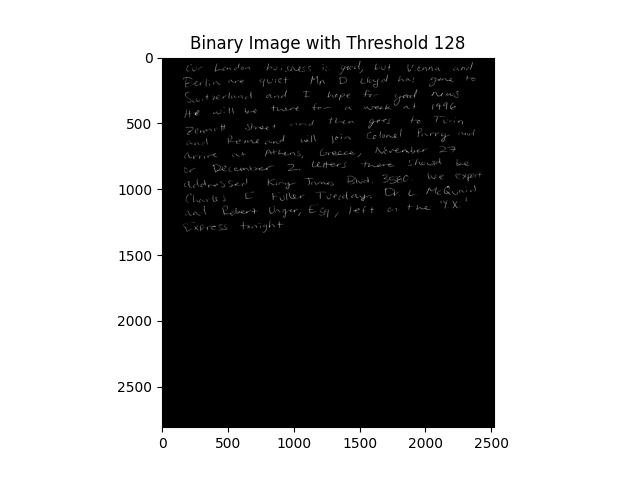 Binary Image with Threshold 128
Our London buisness is good, but Vienna and
Berlin are quiet Mr. D Lloyd has gone to
Switzerland and I hope for good news
He will be there for a week at 1996
Zermott street and then goes to Turin
and Rome and will join Colonel Parry and
arrive at Athens, Greece, November 27
or December 2 Letters there should be
addressed King James Blvd. 3580. We expect
Charles E Fuller Tuesday. Dr L McQuaid
and Robert Unger, Esq, left on the "Y.X."
Express tonight
0
500
1000
1500
2000
2500
0 500 1000 1500 2000 2500